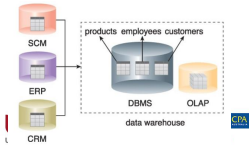 SCM
products employees customers
ERP
DBMS
OLAP
CRM
data warehouse
CPA